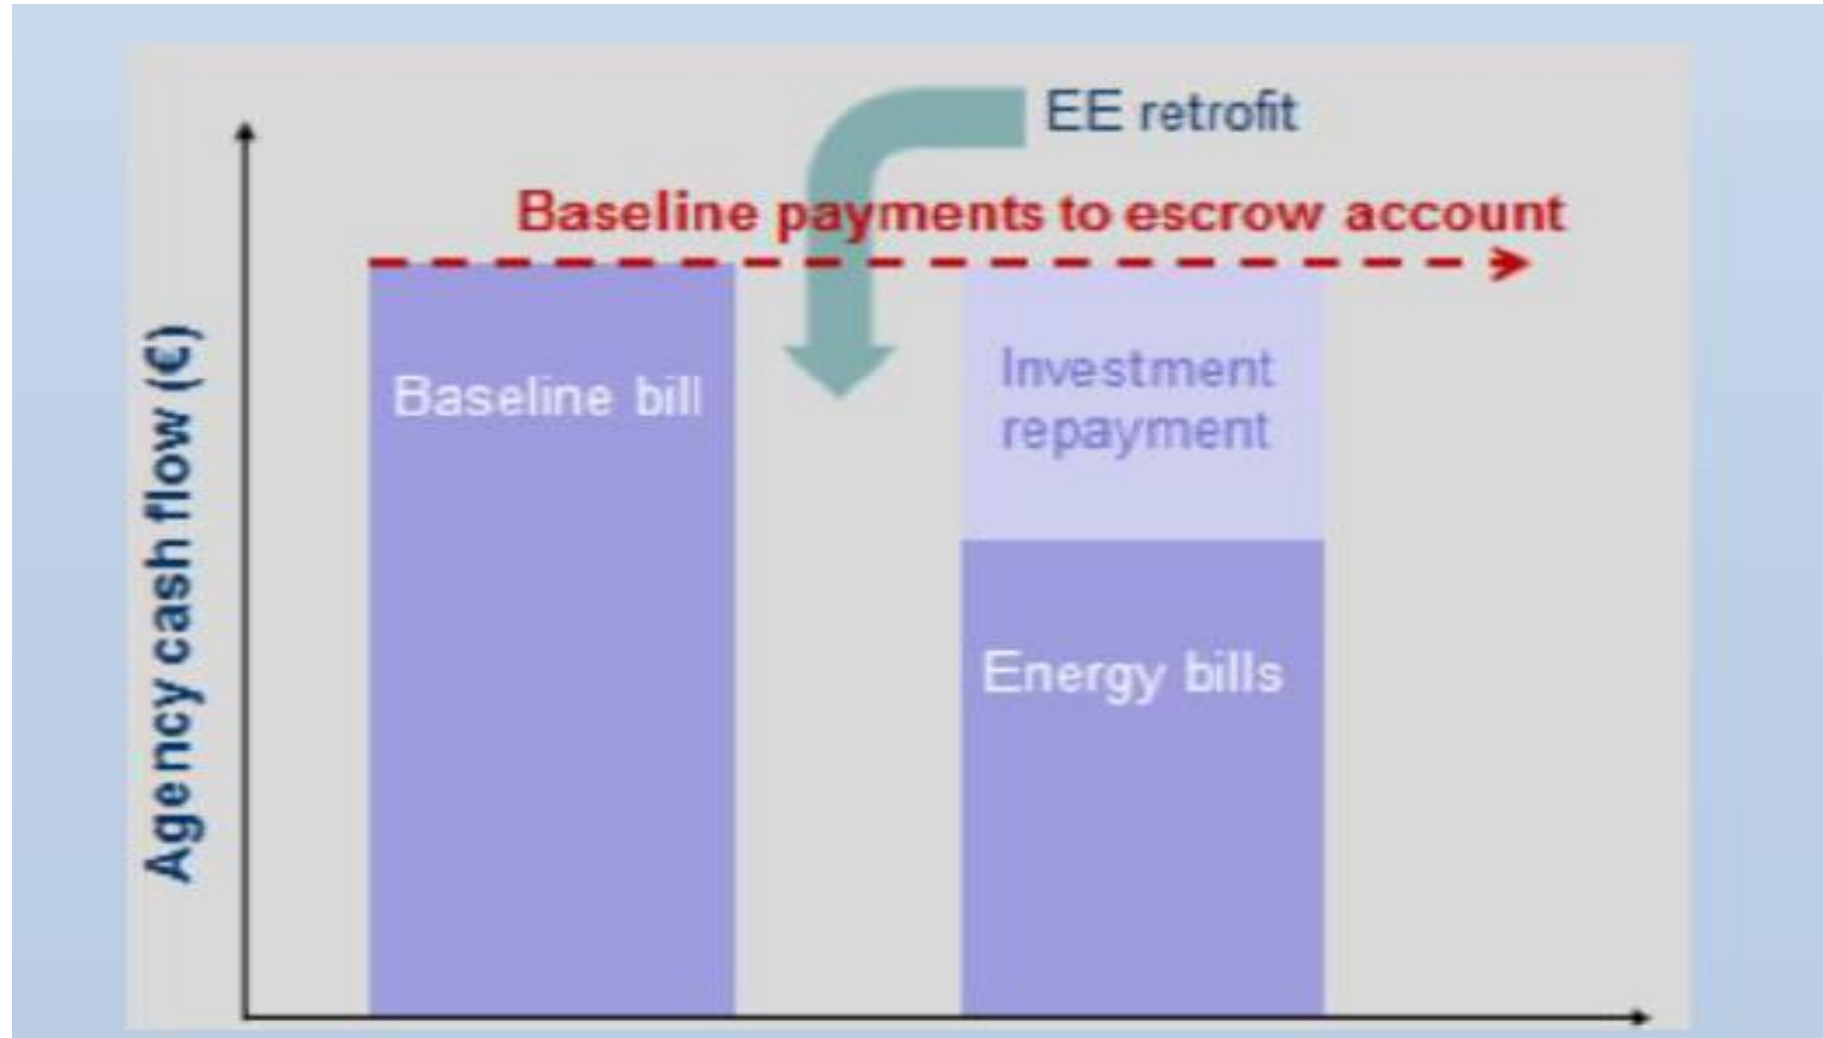 EE retrofit
Baseline payments to escrow account
Agency cash flow (€)
Baseline bill
Investment
repayment
Energy bills